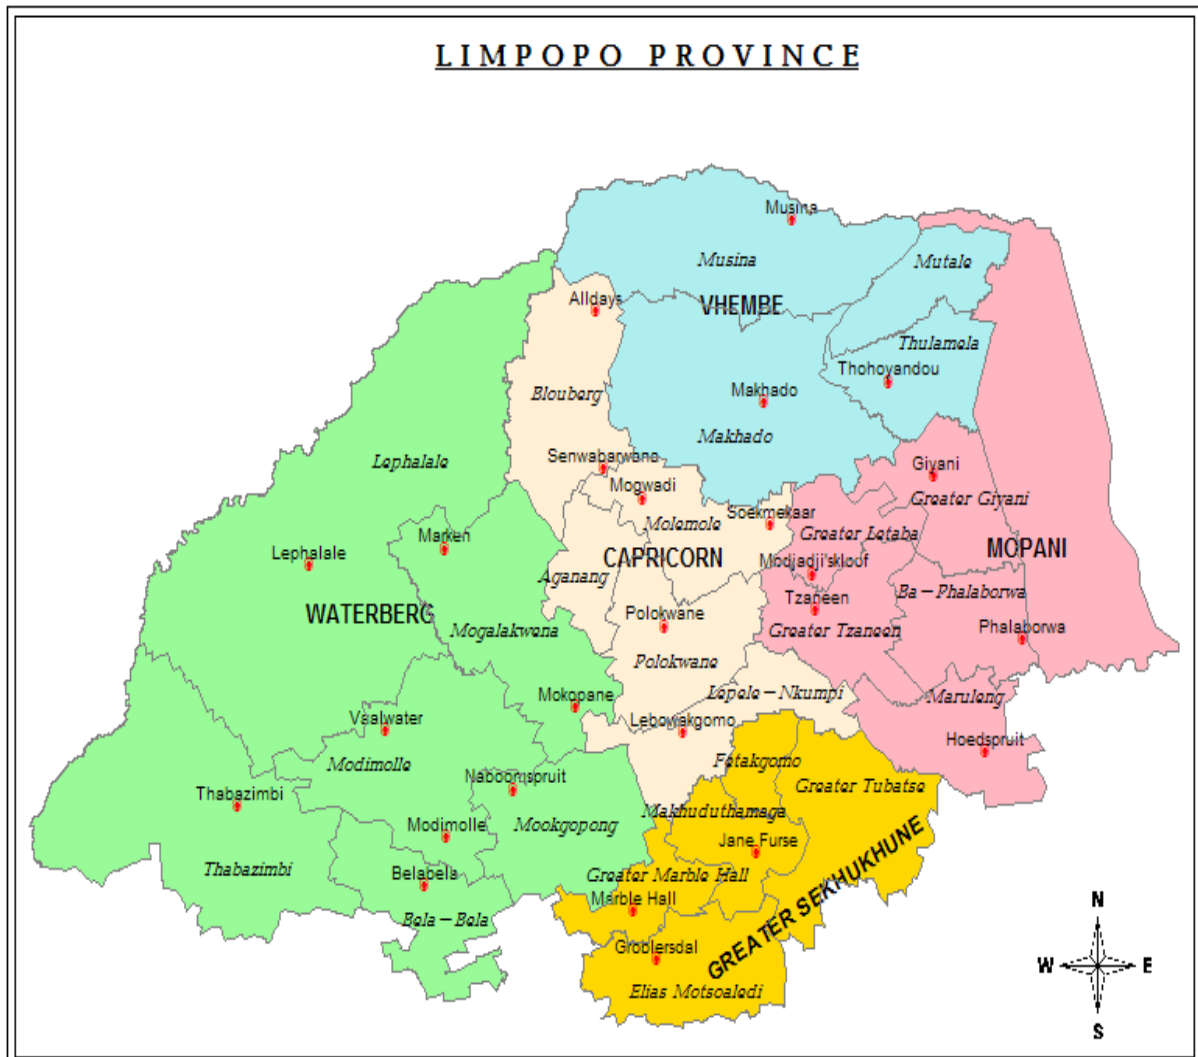 LIMPOPO PROVINCE
Musina
Musina
Mutale
Alldays
VHEMBE
Thulamela
Thohoyandou
Makhado
Blouberg
Makhado
Lephalale
Senwabarwana
Giyani
Mogwadi
Greater Giyani
Soekmekaar
Molemole
Greater Letaba
Marken
Lephalale
CAPRICORN
MOPANI
Modjadji'skloof
Aganang
Ba-Phalaborwa
Tzaneen
WATERBERG
Polokwane
Mogalakwena
Greater Tzaneen
Phalaborwa
Polokwane
Mokopane
Lepele-Nkumpi
Maruleng
Vaalwater
Lebowakgomo
Hoedspruit
Modimolle
Fetakgomo
Naboomspruit
Greater Tubatse
Thabazimbi
Makhuduthamaga
Modimolle
Mookgopong
Jane Furse
Thabazimbi
Belabela
Greater Marble Hall
GREATER SEKHUKHUNE
Marble Hall
Bela-Bela
Groblersdal
Elias Motsoaledi
N
W
E
S